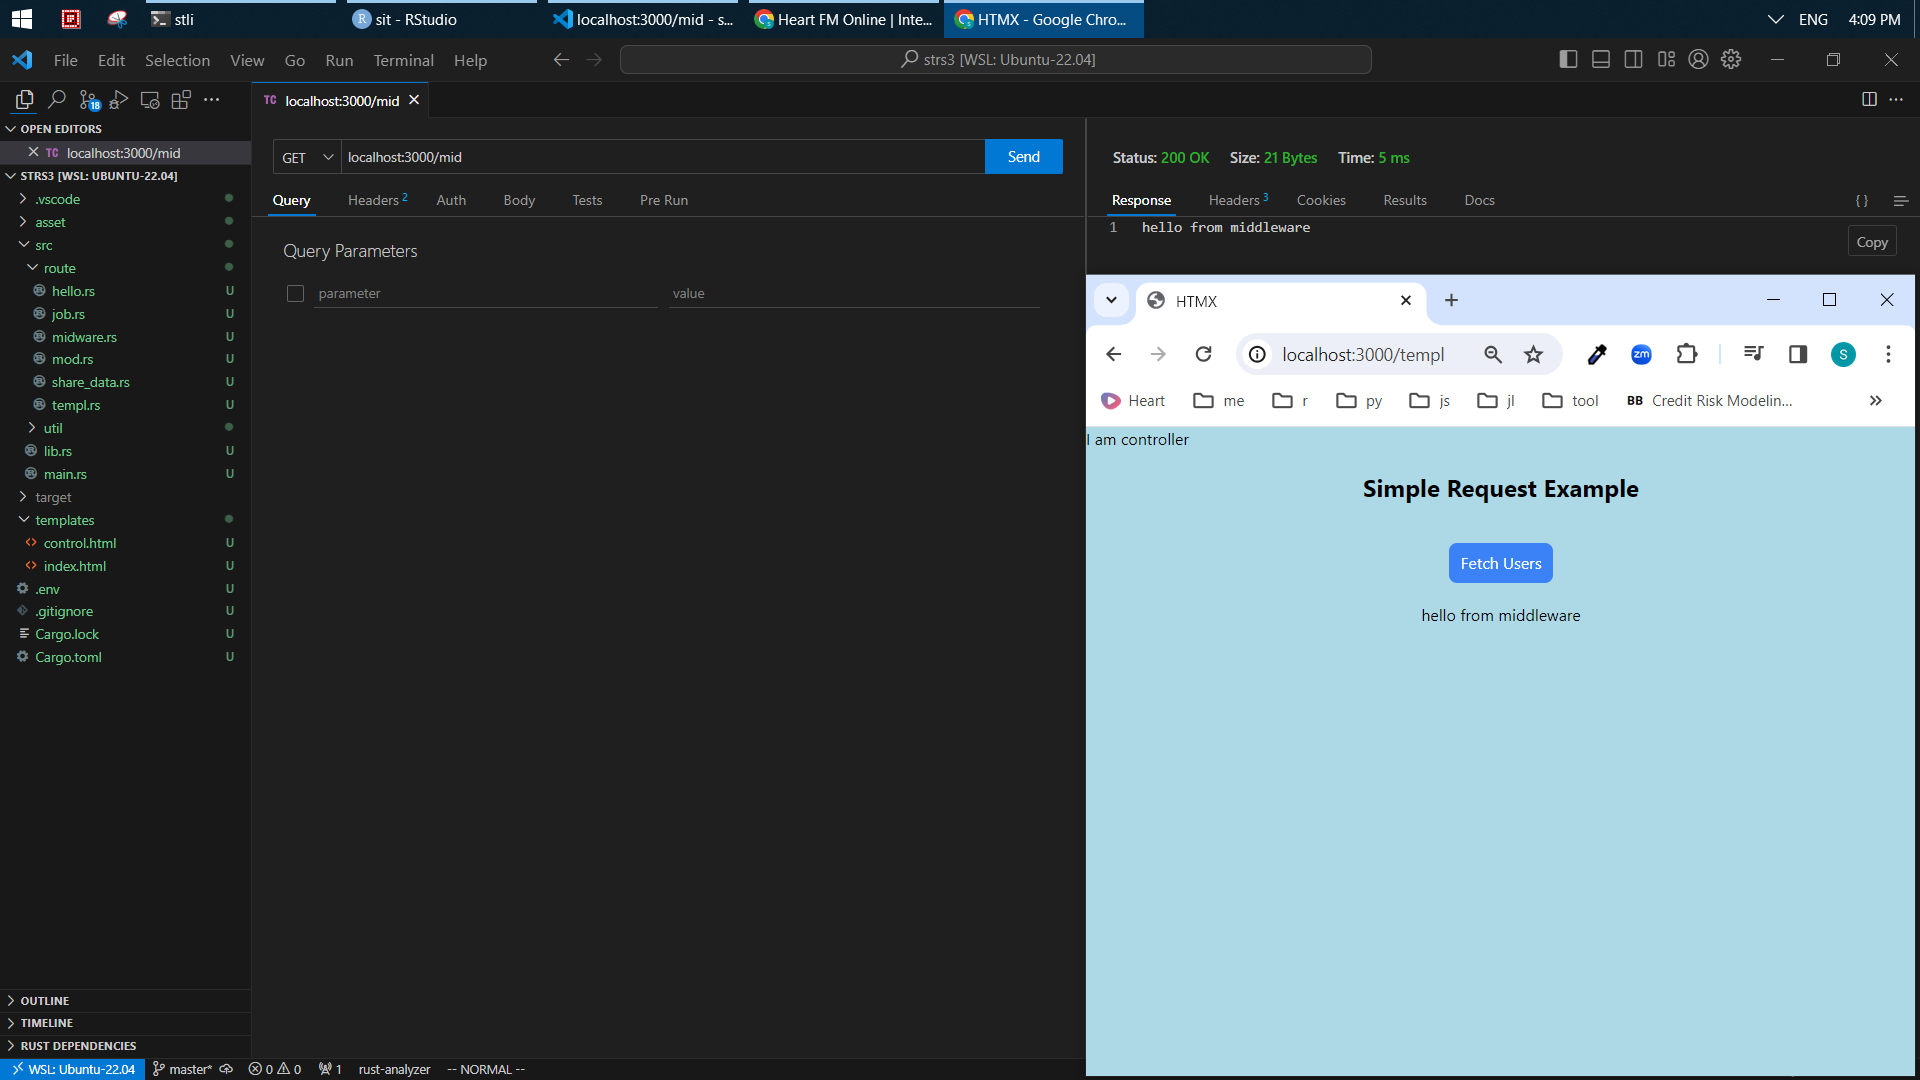 stli
sit - RStudio
localhost:3000/mid - s...
Heart FM Online | Inte...
HTMX - Google Chro...
ENG
4:09 PM
File Edit Selection View Go Run Terminal Help
strs3 [WSL: Ubuntu-22.04]
18
OPEN EDITORS
TC localhost:3000/mid
STRS3 [WSL: UBUNTU-22.04]
.vscode
asset
src
route
hello.rs U
job.rs U
midware.rs U
mod.rs U
share_data.rs U
templ.rs U
util
lib.rs U
main.rs U
target
templates
control.html U
index.html U
.env U
.gitignore U
Cargo.lock U
Cargo.toml U
OUTLINE
TIMELINE
RUST DEPENDENCIES
TC localhost:3000/mid
GET localhost:3000/mid Send
Query Headers 2 Auth Body Tests Pre Run
Query Parameters
parameter value
Status: 200 OK Size: 21 Bytes Time: 5 ms
Response Headers 3 Cookies Results Docs { }
1 hello from middleware
Copy
HTMX
localhost:3000/templ
zm
S
Heart me r py js jl tool BB Credit Risk Modelin...
I am controller
Simple Request Example
Fetch Users
hello from middleware
WSL: Ubuntu-22.04 master* 0 0 1 rust-analyzer -- NORMAL --